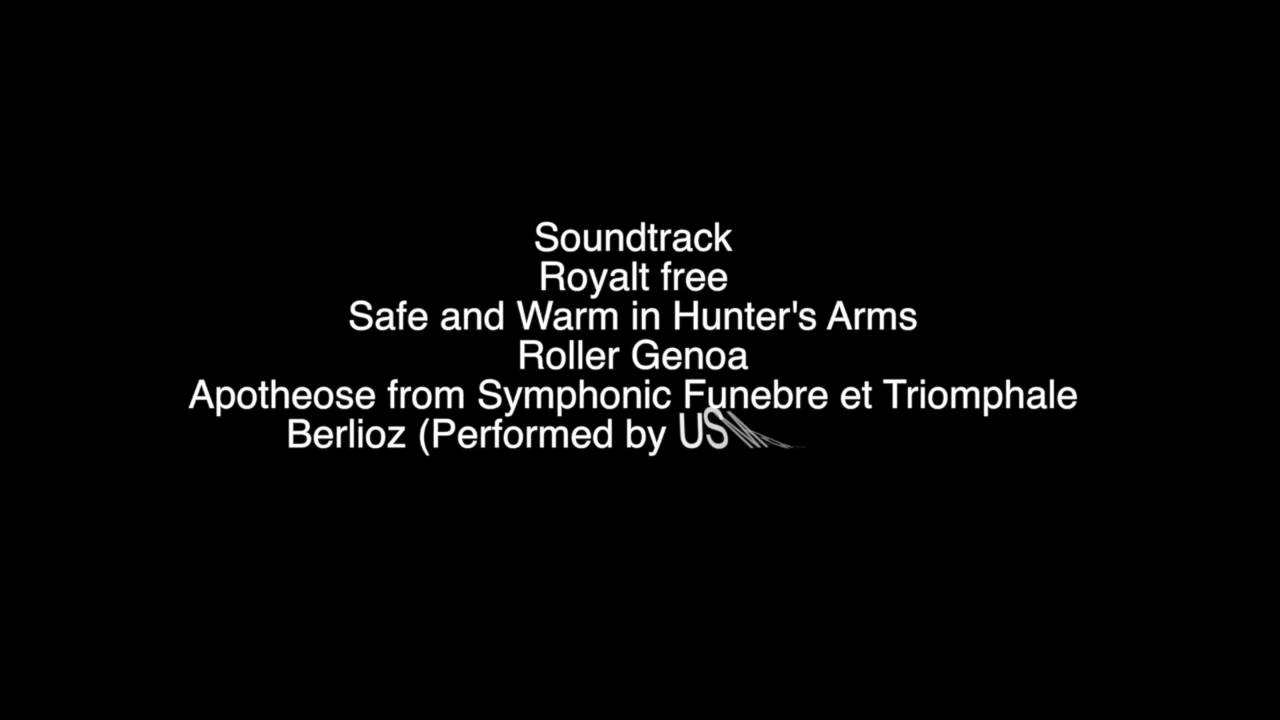 Soundtrack
Royalt free
Safe and Warm in Hunter's Arms
Roller Genoa
Apotheose from Symphonic Funebre et Triomphale
Berlioz (Performed by US